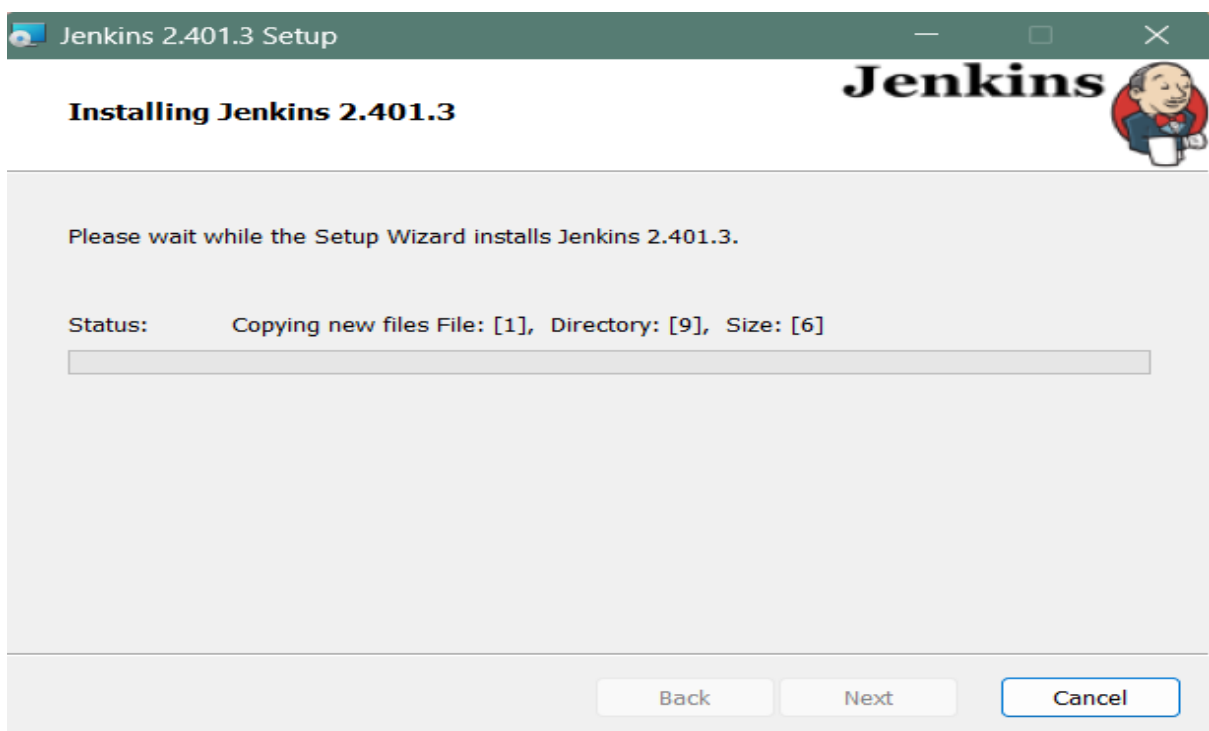 Jenkins 2.401.3 Setup
Jenkins
Installing Jenkins 2.401.3
Please wait while the Setup Wizard installs Jenkins 2.401.3.
Status: Copying new files File: [1], Directory: [9], Size: [6]
Back Next Cancel